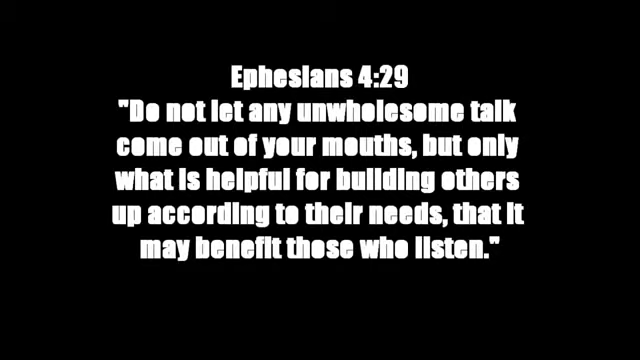 Ephesians 4:29
"Do not let any unwholesome talk
come out of your mouths, but only
what is helpful for building others
up according to their needs, that it
may benefit those who listen."